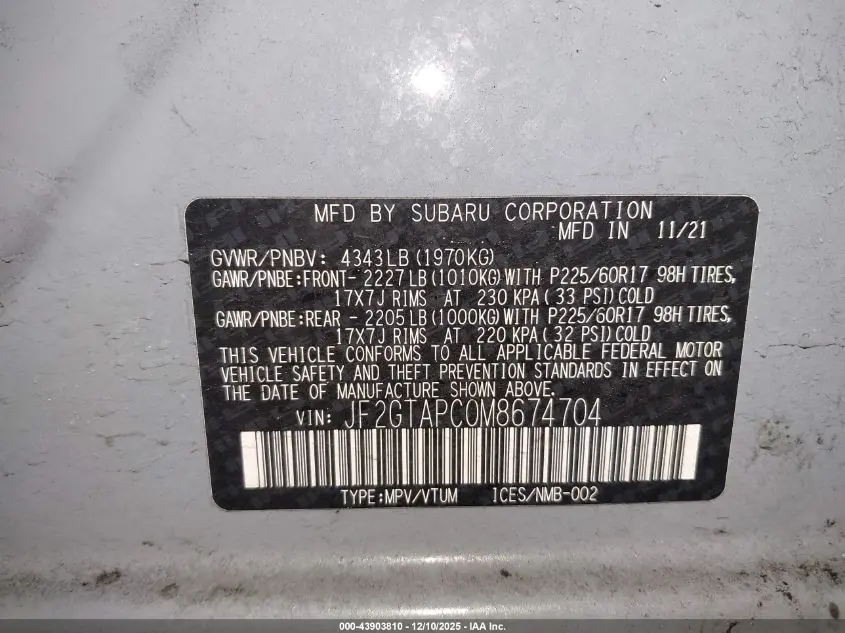 MFD BY SUBARU CORPORATION
MFD IN 11/21
GVWR/PNBV: 4343LB(1970KG)
GAWR/PNBE:FRONT- 2227LB(1010KG)WITH P225/60R17 98H TIRES,
17X7J RIMS AT 230 KPA( 33 PSI)COLD
GAWR/PNBE:REAR - 2205LB(1000KG)WITH P225/60R17 98H TIRES,
17X7J RIMS AT 220 KPA( 32 PSI)COLD
THIS VEHICLE CONFORMS TO ALL APPLICABLE FEDERAL MOTOR
VEHICLE SAFETY AND THEFT PREVENTION STANDARDS IN EFFECT ON
THE DATE OF MANUFACTURE SHOWN ABOVE.
VIN: JF2GTAPC0M8674704
TYPE:MPV/VTUM ICES/NMB-002
000-43903810 - 12/10/2025 - IAA Inc.